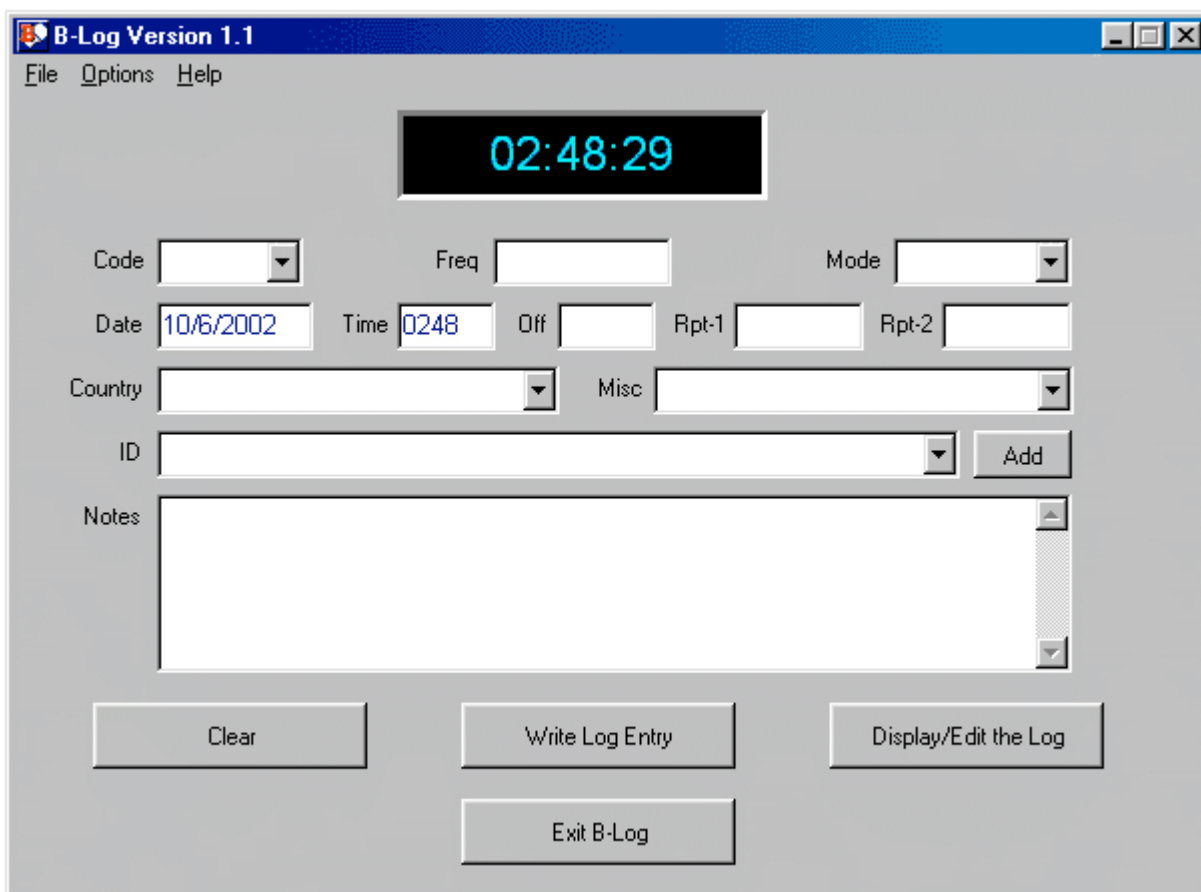 B-Log Version 1.1
File Options Help
02:48:29
Code Freq Mode
Date 10/6/2002 Time 0248 Off Rpt-1 Rpt-2
Country Misc
ID Add
Notes
Clear Write Log Entry Display/Edit the Log
Exit B-Log